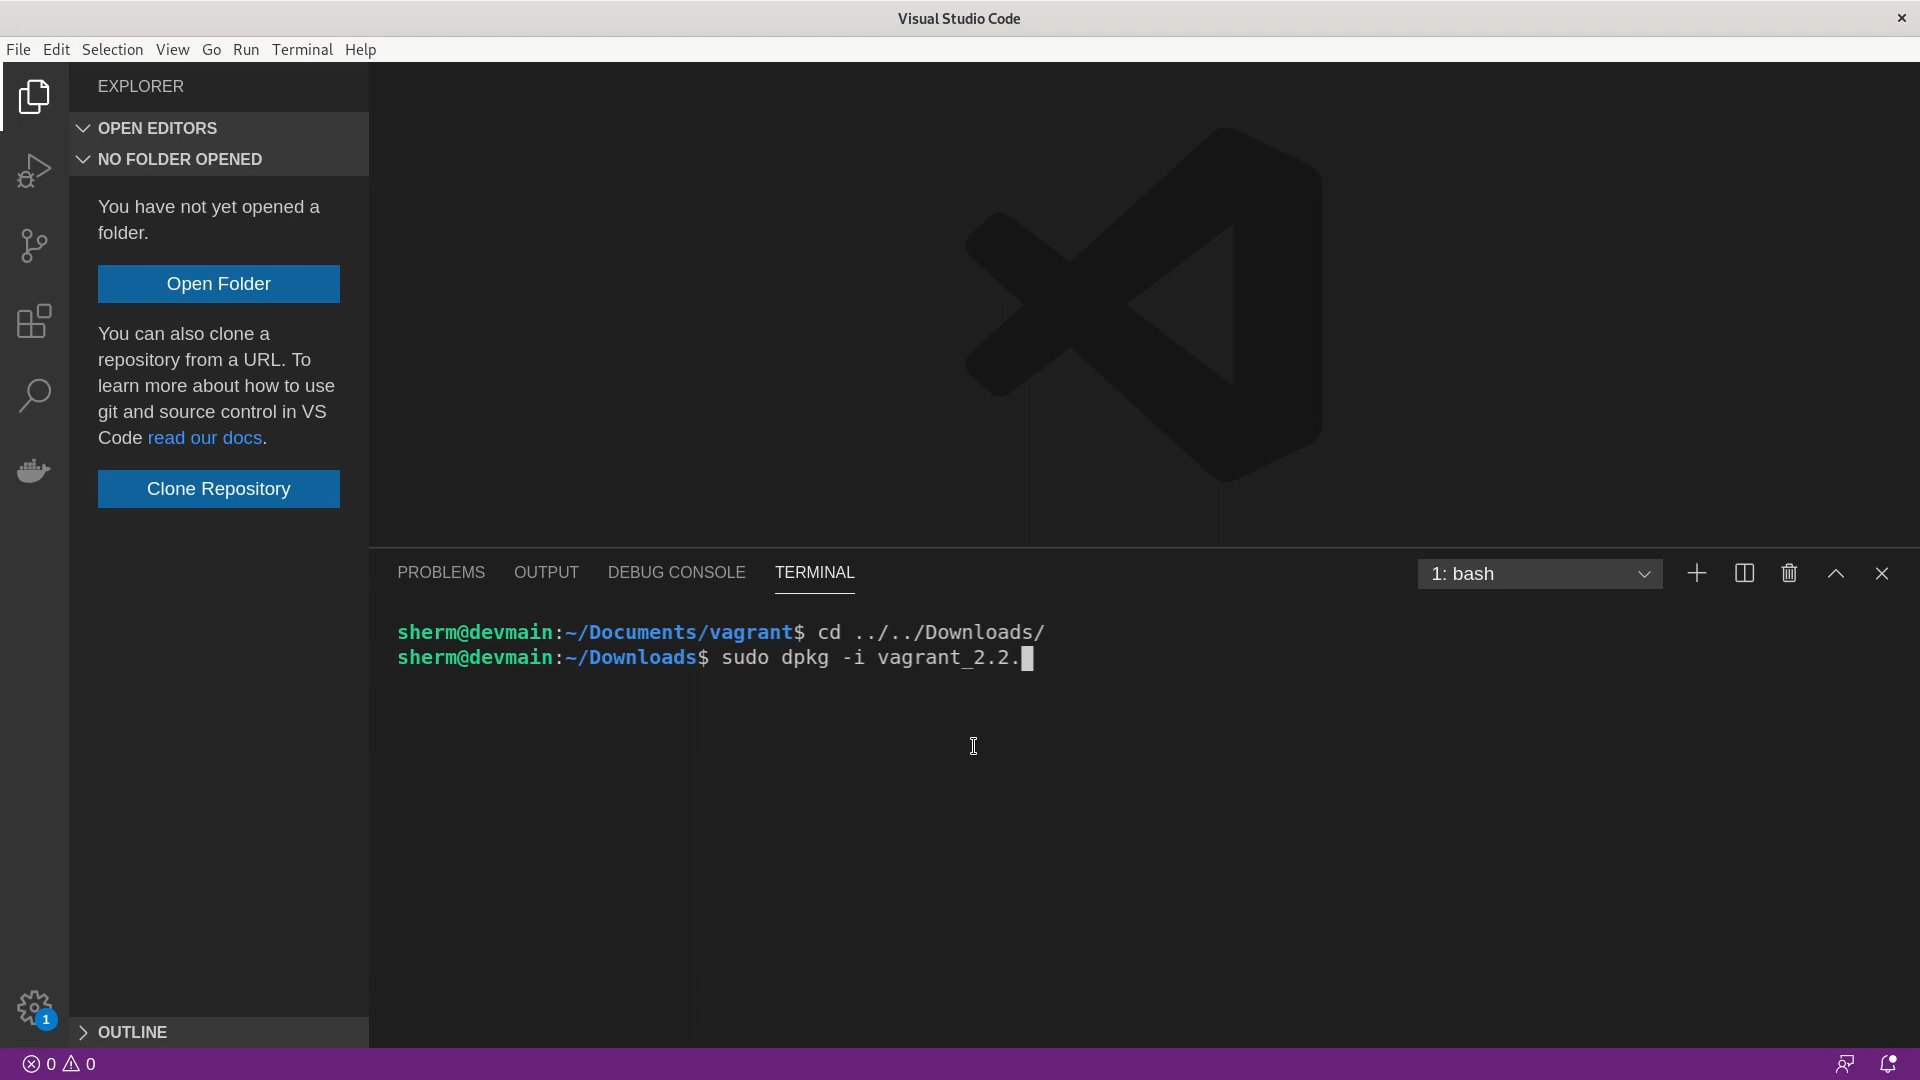 Visual Studio Code
File Edit Selection View Go Run Terminal Help
EXPLORER
OPEN EDITORS
NO FOLDER OPENED
You have not yet opened a
folder.
Open Folder
You can also clone a
repository from a URL. To
learn more about how to use
git and source control in VS
Code read our docs.
Clone Repository
PROBLEMS OUTPUT DEBUG CONSOLE TERMINAL
1: bash
sherm@devmain:~/Documents/vagrant$ cd ../../Downloads/
sherm@devmain:~/Downloads$ sudo dpkg -i vagrant_2.2.
1
OUTLINE
0 0